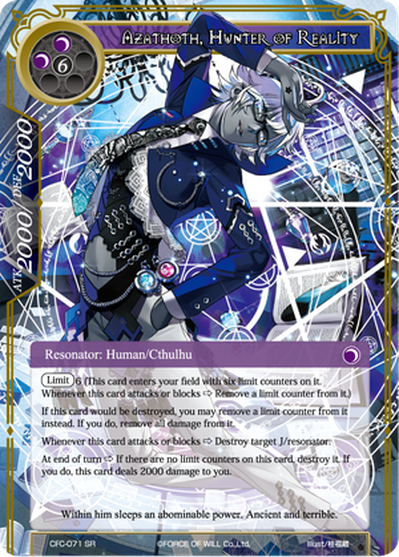 Azathoth, Hunter of Reality
6
ATK 2000/DEF 2000
Resonator: Human/Cthulhu
Limit 6 (This card enters your field with six limit counters on it.
Whenever this card attacks or blocks ⇨ Remove a limit counter from it.)
If this card would be destroyed, you may remove a limit counter from it
instead. If you do, remove all damage from it.
Whenever this card attacks or blocks ⇨ Destroy target J/resonator.
At end of turn ⇨ If there are no limit counters on this card, destroy it. If
you do, this card deals 2000 damage to you.
Within him sleeps an abominable power. Ancient and terrible.
CFC-071 SR ©FORCE OF WILL Co.,Ltd. Illust/